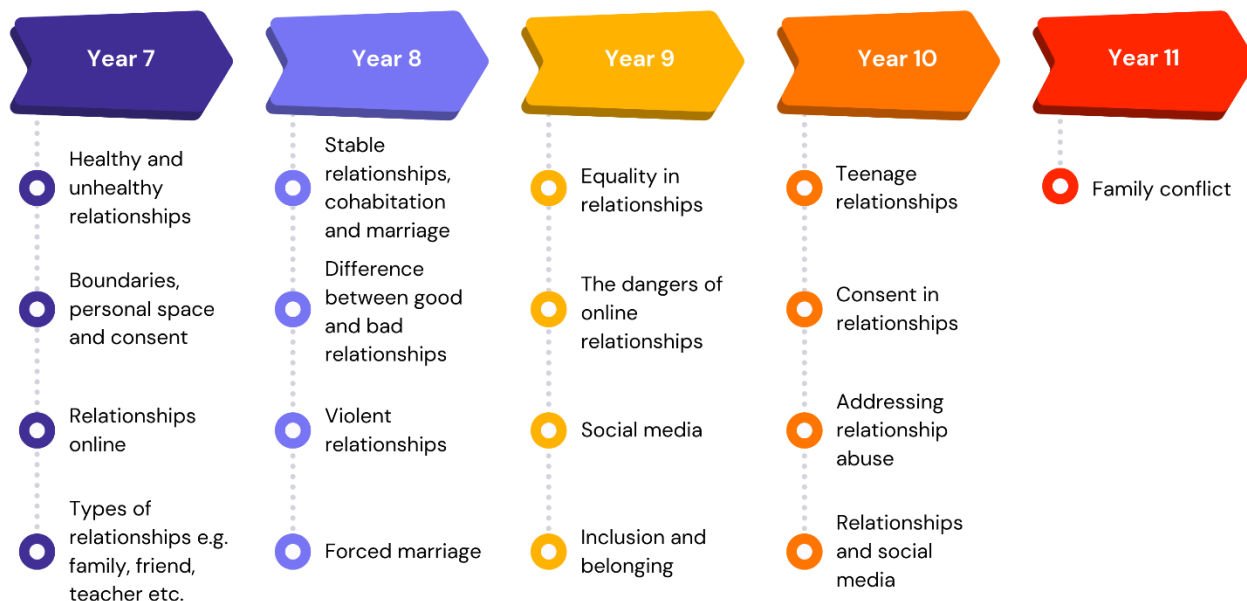 Year 7
Healthy and
unhealthy
relationships
Boundaries,
personal space
and consent
Relationships
online
Types of
relationships e.g.
family, friend,
teacher etc.
Year 8
Stable
relationships,
cohabitation
and marriage
Difference
between good
and bad
relationships
Violent
relationships
Forced marriage
Year 9
Equality in
relationships
The dangers of
online
relationships
Social media
Inclusion and
belonging
Year 10
Teenage
relationships
Consent in
relationships
Addressing
relationship
abuse
Relationships
and social
media
Year 11
Family conflict